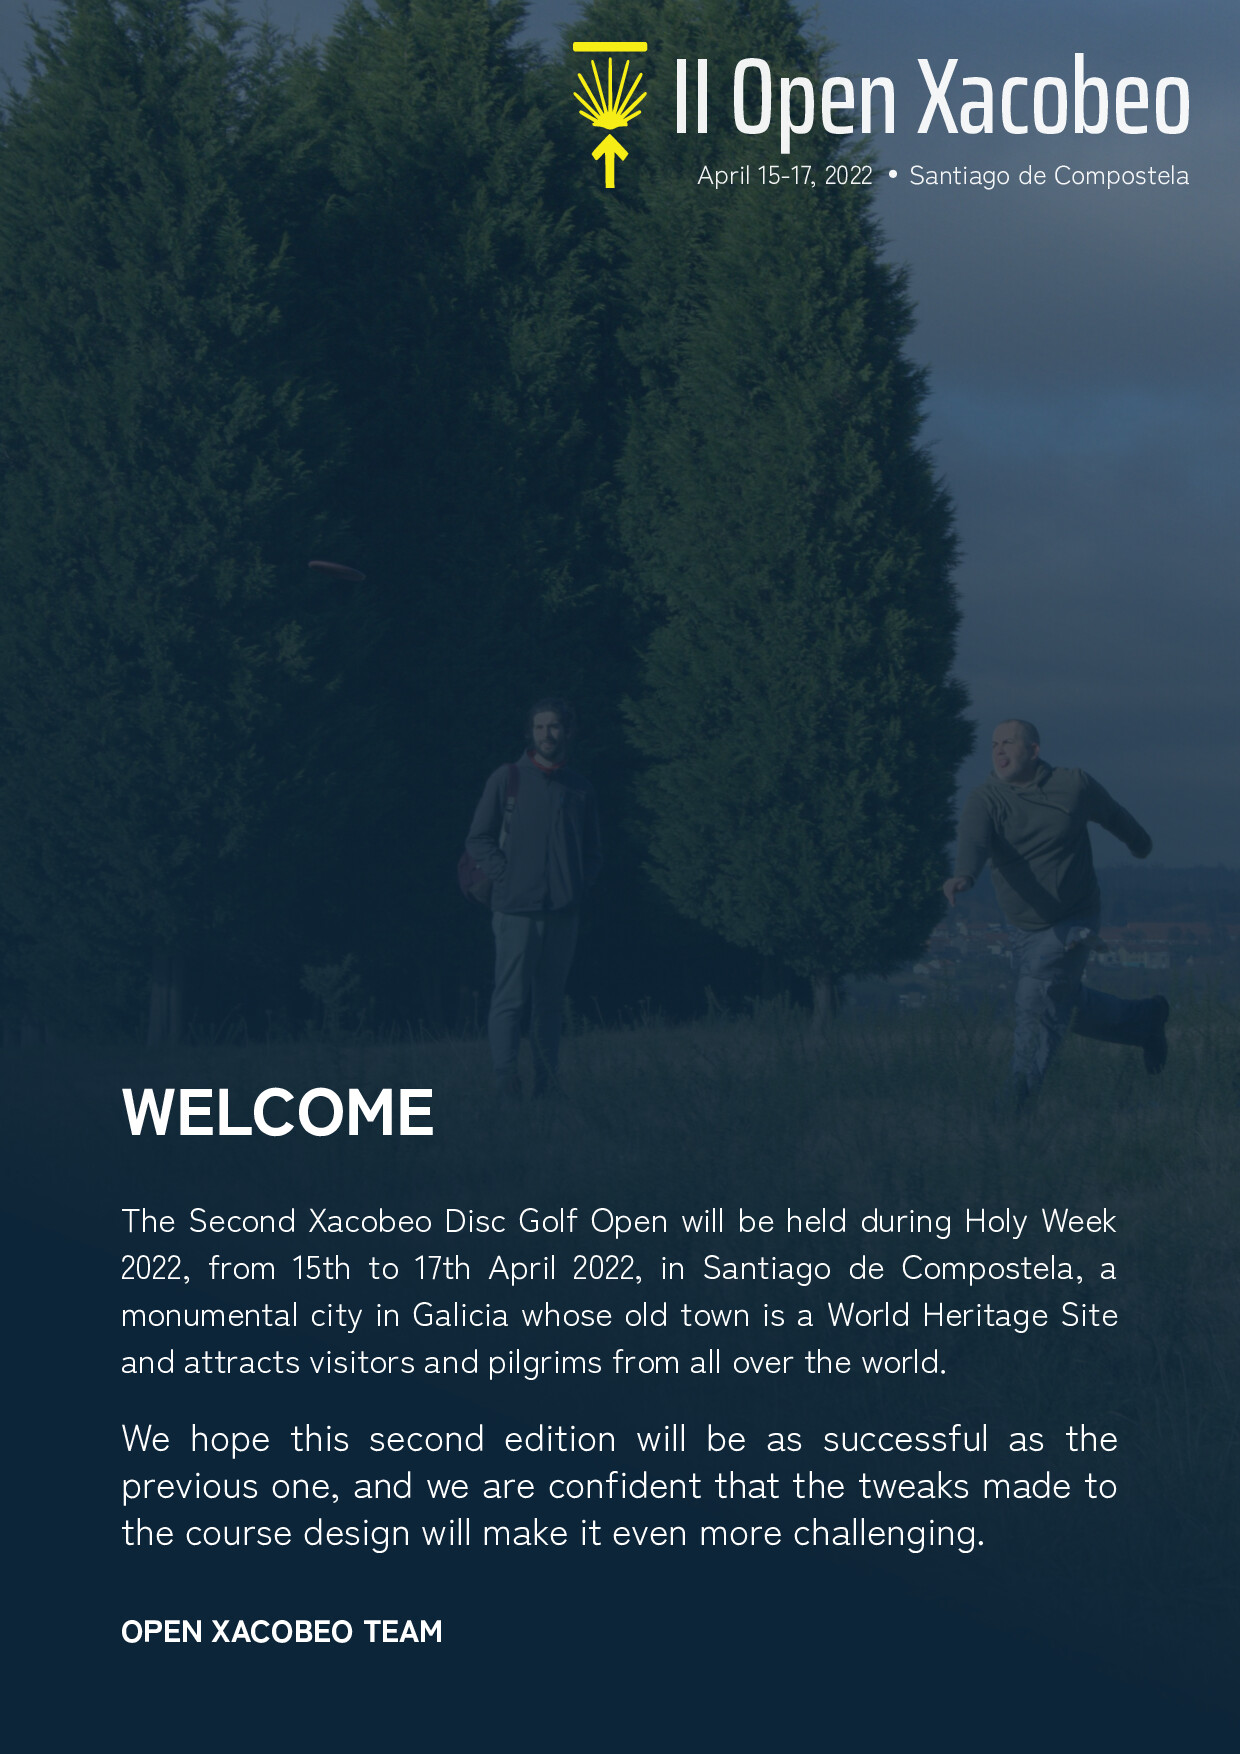 II Open Xacobeo
April 15-17, 2022 • Santiago de Compostela
WELCOME
The Second Xacobeo Disc Golf Open will be held during Holy Week
2022, from 15th to 17th April 2022, in Santiago de Compostela, a
monumental city in Galicia whose old town is a World Heritage Site
and attracts visitors and pilgrims from all over the world.
We hope this second edition will be as successful as the
previous one, and we are confident that the tweaks made to
the course design will make it even more challenging.
OPEN XACOBEO TEAM